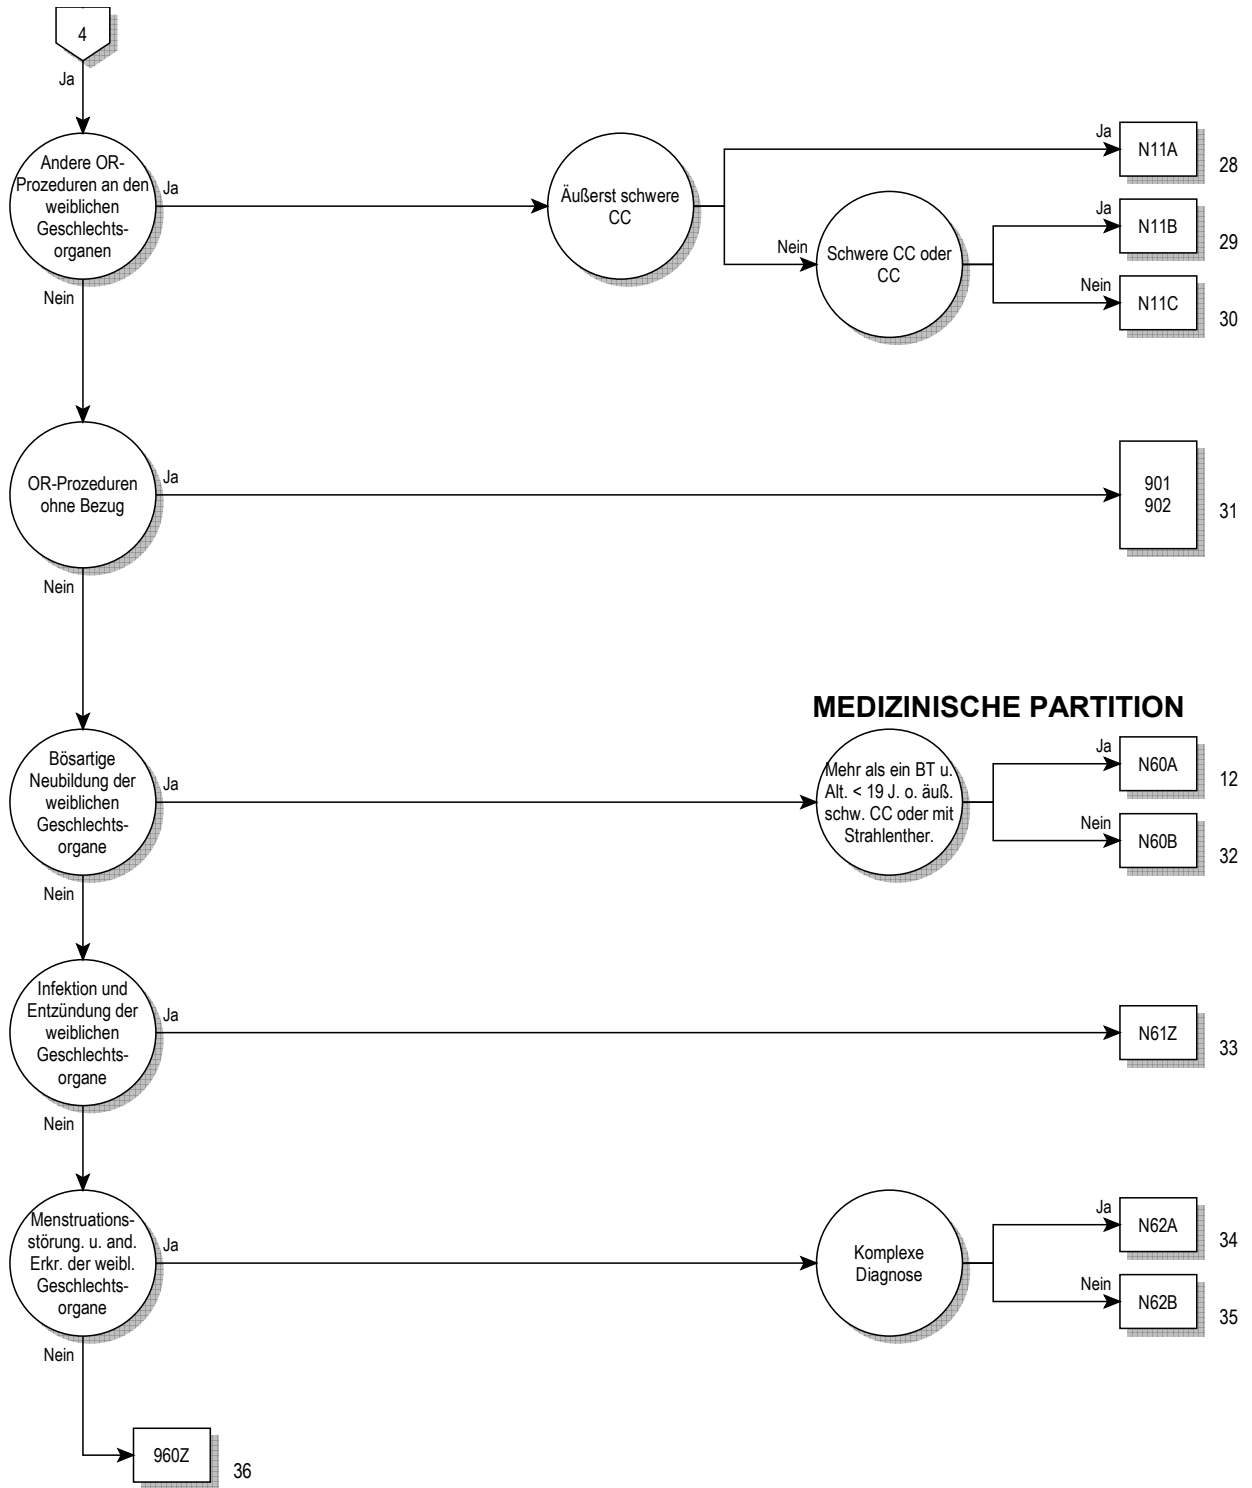 4
Ja
Andere OR-
Prozeduren an den
weiblichen
Geschlechts-
organen
Ja
Äußerst schwere
CC
Ja
N11A
28
Nein
Schwere CC oder
CC
Ja
N11B
29
Nein
N11C
30
Nein
OR-Prozeduren
ohne Bezug
Ja
901
902
31
Nein
MEDIZINISCHE PARTITION
Bösartige
Neubildung der
weiblichen
Geschlechts-
organe
Ja
Mehr als ein BT u.
Alt. < 19 J. o. äuß.
schw. CC oder mit
Strahlenther.
Ja
N60A
12
Nein
N60B
32
Nein
Infektion und
Entzündung der
weiblichen
Geschlechts-
organe
Ja
N61Z
33
Nein
Menstruations-
störung. u. and.
Erkr. der weibl.
Geschlechts-
organe
Ja
Komplexe
Diagnose
Ja
N62A
34
Nein
N62B
35
Nein
960Z
36